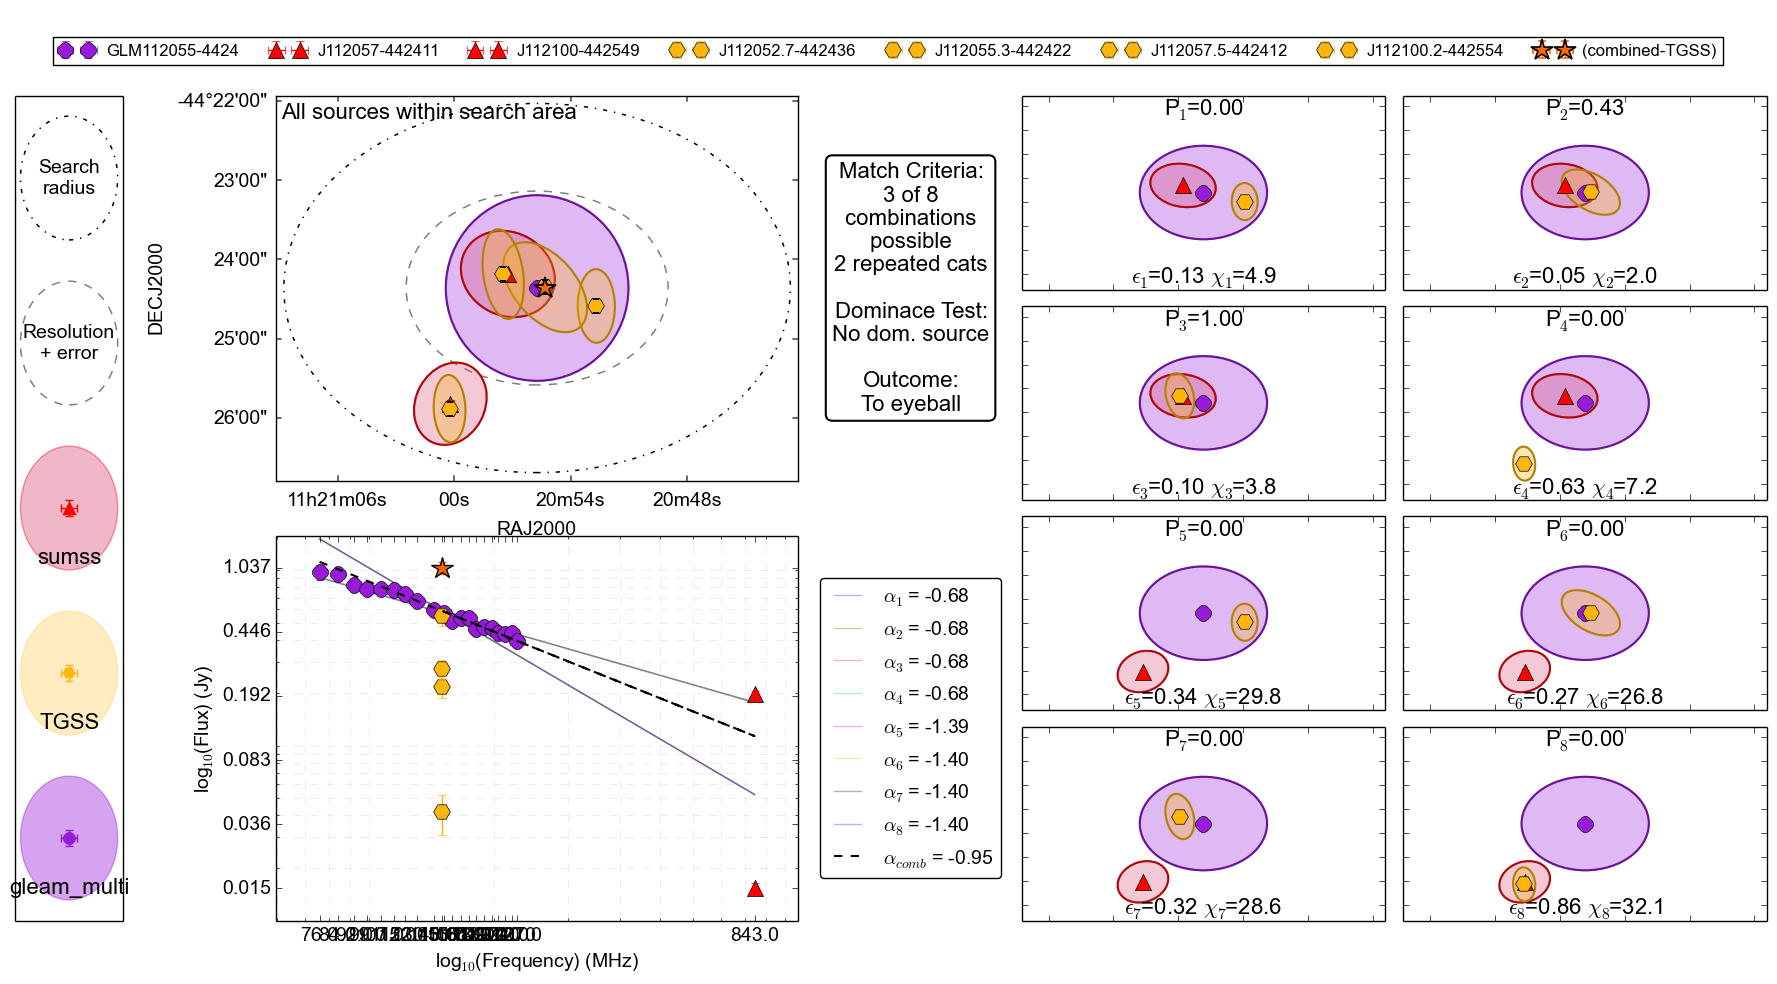 GLM112055-4424 J112057-442411 J112100-442549 J112052.7-442436 J112055.3-442422 J112057.5-442412 J112100.2-442554 (combined-TGSS)
Search
radius
Resolution
+ error
sumss
TGSS
gleam_multi
All sources within search area
DECJ2000
-44°22'00"
23'00"
24'00"
25'00"
26'00"
11h21m06s 00s 20m54s 20m48s
RAJ2000
log10(Flux) (Jy)
1.037
0.446
0.192
0.083
0.036
0.015
843.0
log10(Frequency) (MHz)
Match Criteria:
3 of 8
combinations
possible
2 repeated cats
Dominace Test:
No dom. source
Outcome:
To eyeball
α1 = -0.68
α2 = -0.68
α3 = -0.68
α4 = -0.68
α5 = -1.39
α6 = -1.40
α7 = -1.40
α8 = -1.40
αcomb = -0.95
P1=0.00
ϵ1=0.13 χ1=4.9
P2=0.43
ϵ2=0.05 χ2=2.0
P3=1.00
ϵ3=0.10 χ3=3.8
P4=0.00
ϵ4=0.63 χ4=7.2
P5=0.00
ϵ5=0.34 χ5=29.8
P6=0.00
ϵ6=0.27 χ6=26.8
P7=0.00
ϵ7=0.32 χ7=28.6
P8=0.00
ϵ8=0.86 χ8=32.1